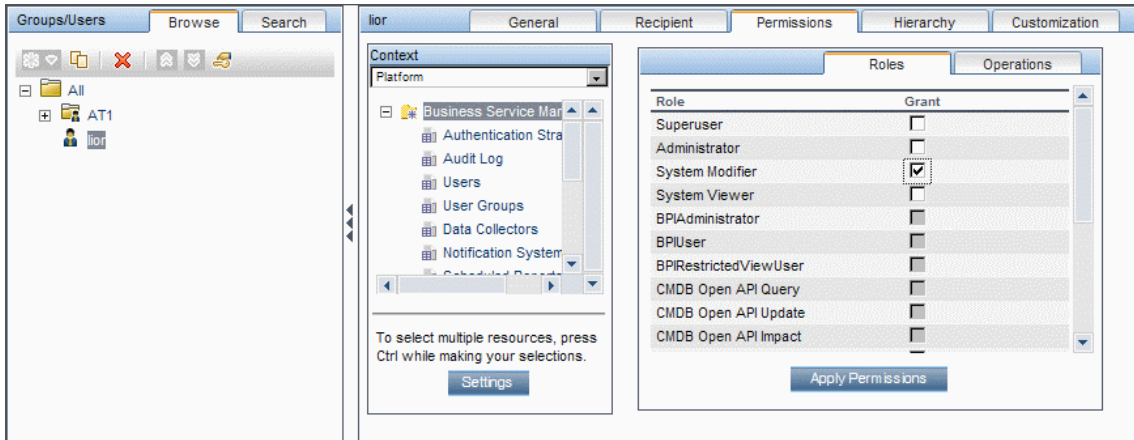 Groups/Users Browse Search
All
AT1
lior
lior General Recipient Permissions Hierarchy Customization
Context
Platform
Business Service Mar
Authentication Stra
Audit Log
Users
User Groups
Data Collectors
Notification System
To select multiple resources, press
Ctrl while making your selections.
Settings
Roles Operations
Role Grant
Superuser
Administrator
System Modifier
System Viewer
BPIAdministrator
BPIUser
BPIRestrictedViewUser
CMDB Open API Query
CMDB Open API Update
CMDB Open API Impact
Apply Permissions